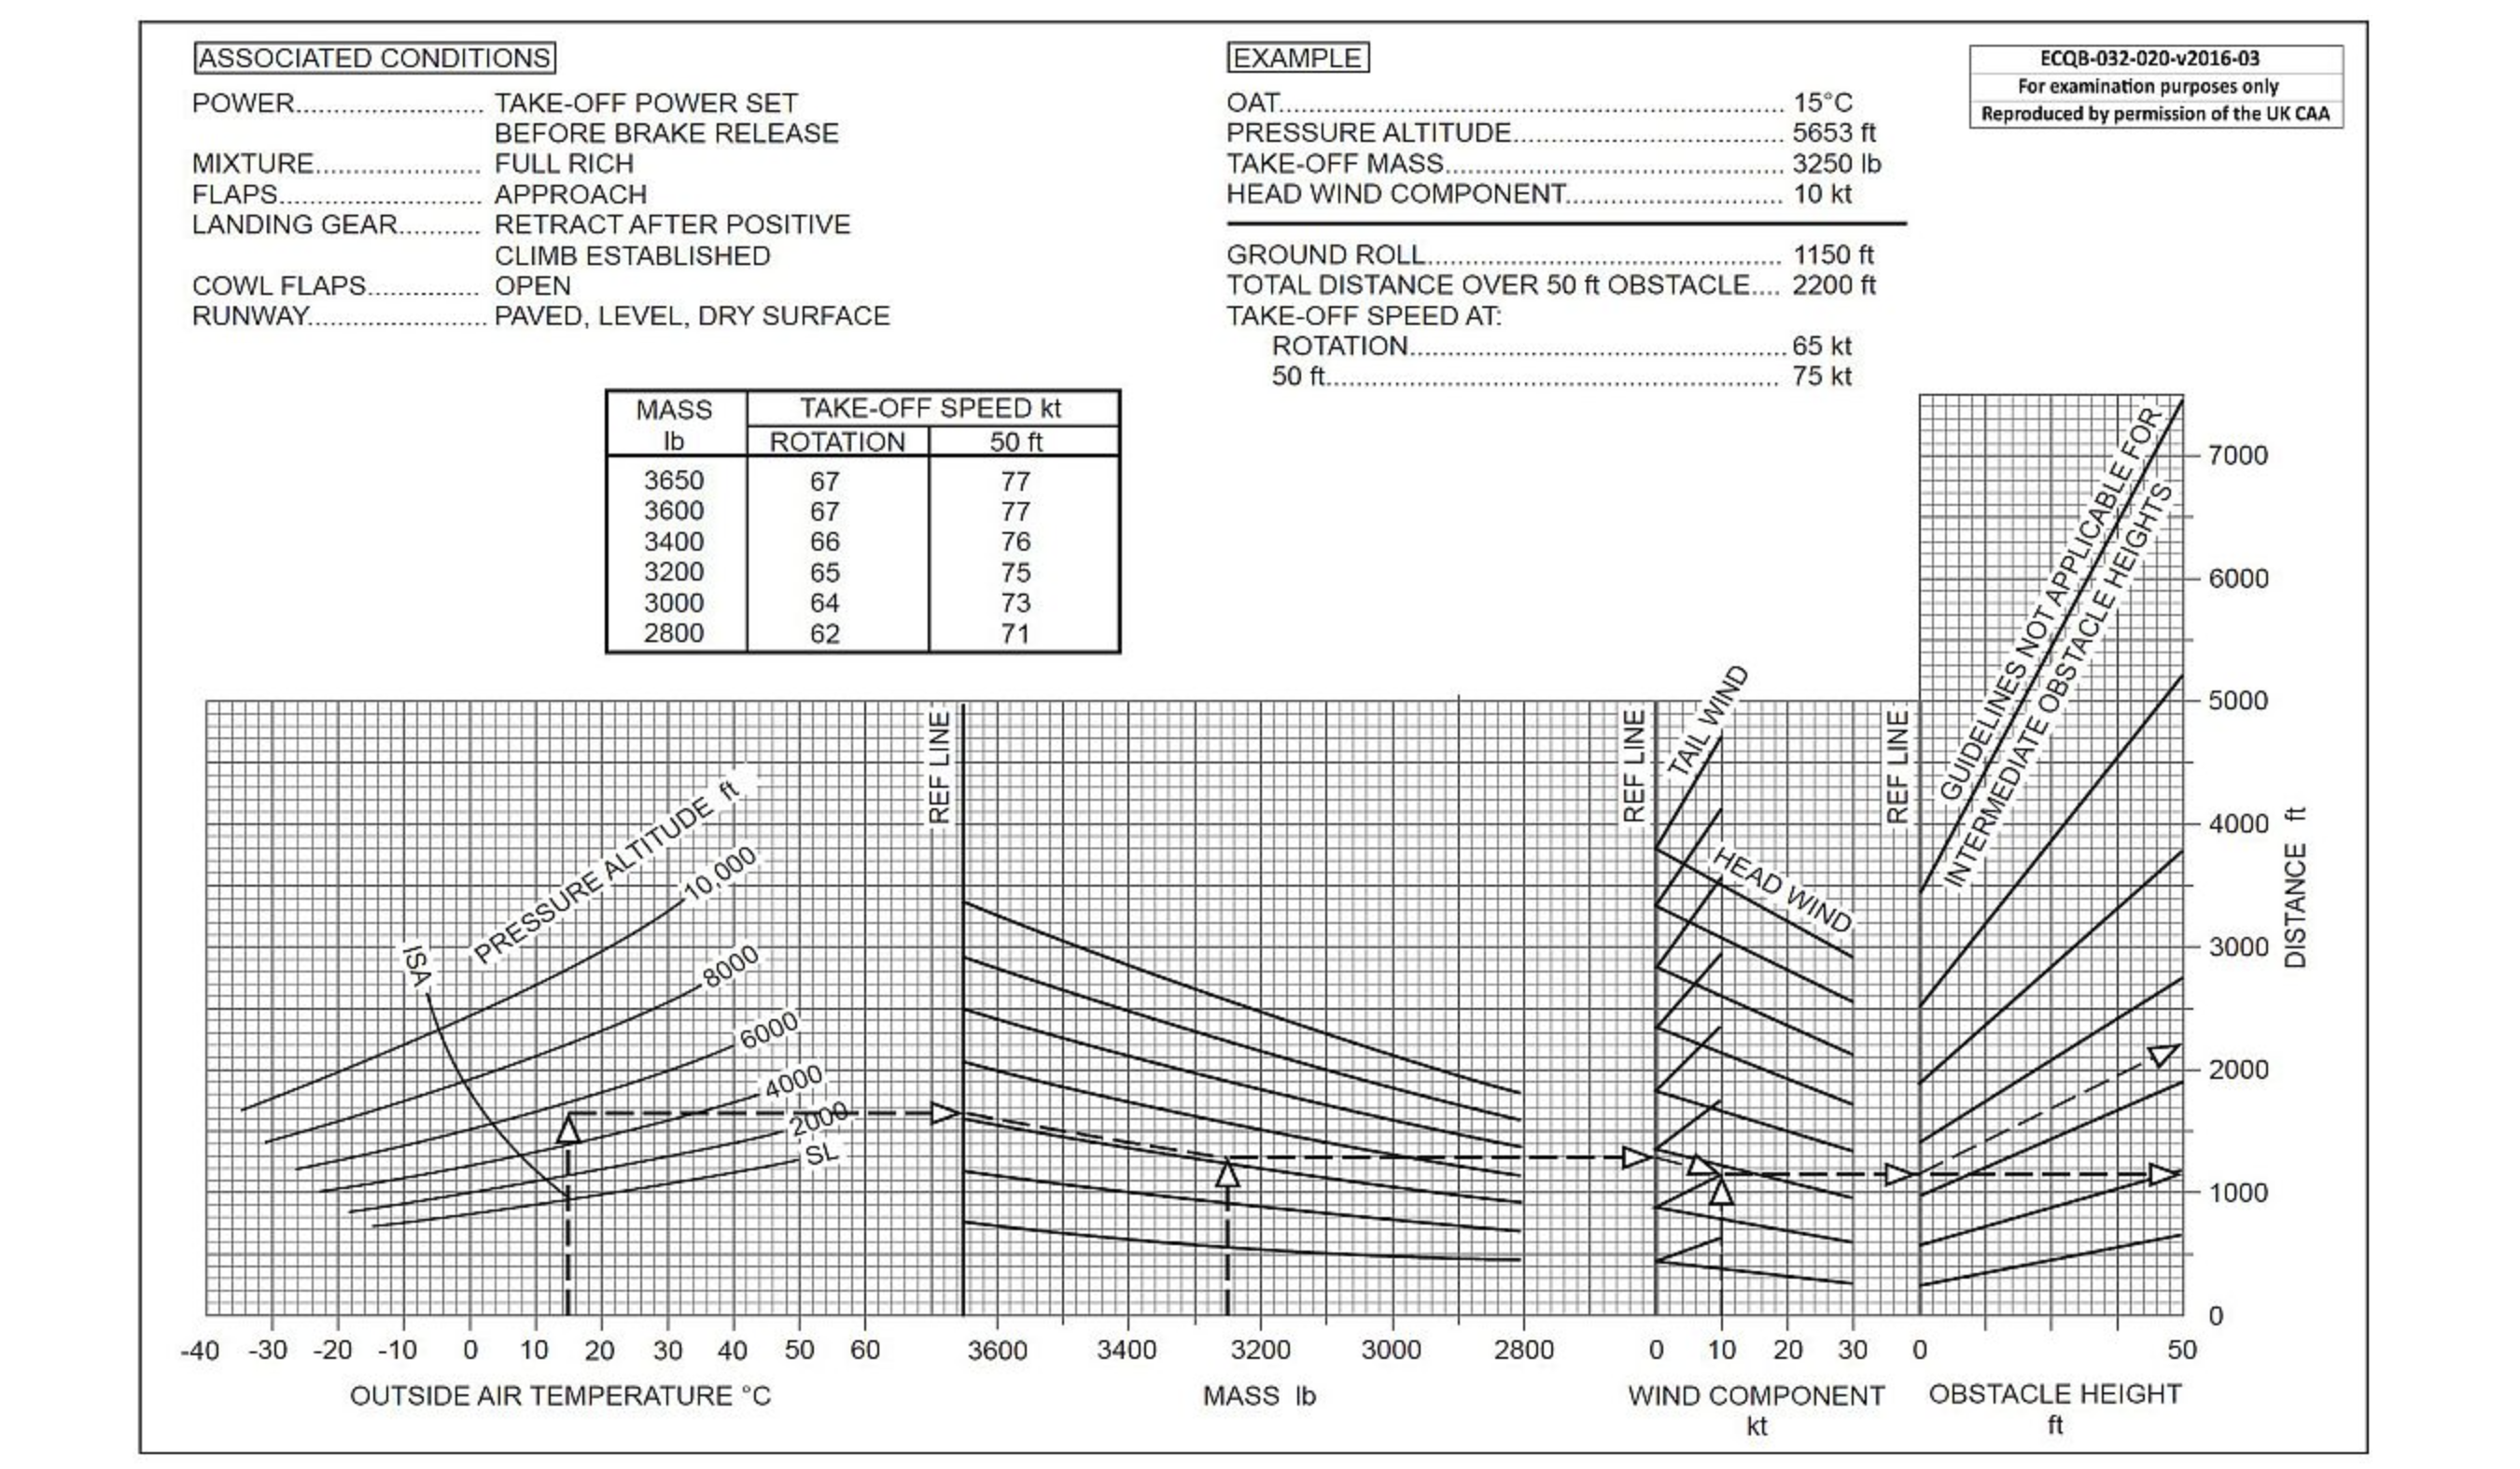 ASSOCIATED CONDITIONS
POWER........................ TAKE-OFF POWER SET
BEFORE BRAKE RELEASE
MIXTURE..................... FULL RICH
FLAPS.......................... APPROACH
LANDING GEAR........... RETRACT AFTER POSITIVE
CLIMB ESTABLISHED
COWL FLAPS.............. OPEN
RUNWAY....................... PAVED, LEVEL, DRY SURFACE
EXAMPLE
OAT................................................................ 15°C
PRESSURE ALTITUDE................................... 5653 ft
TAKE-OFF MASS........................................... 3250 lb
HEAD WIND COMPONENT............................ 10 kt
GROUND ROLL.............................................. 1150 ft
TOTAL DISTANCE OVER 50 ft OBSTACLE.... 2200 ft
TAKE-OFF SPEED AT:
ROTATION................................................ 65 kt
50 ft.......................................................... 75 kt
ECQB-032-020-v2016-03
For examination purposes only
Reproduced by permission of the UK CAA
MASS lb TAKE-OFF SPEED kt
ROTATION 50 ft
3650 67 77
3600 67 77
3400 66 76
3200 65 75
3000 64 73
2800 62 71
ISA
PRESSURE ALTITUDE ft
10,000
8000
6000
4000
2000
SL
REF LINE
REF LINE
TAIL WIND
HEAD WIND
REF LINE
GUIDELINES NOT APPLICABLE FOR
INTERMEDIATE OBSTACLE HEIGHTS
7000
6000
5000
4000
3000
2000
1000
0
DISTANCE ft
-40 -30 -20 -10 0 10 20 30 40 50 60 3600 3400 3200 3000 2800 0 10 20 30 0 50
OUTSIDE AIR TEMPERATURE °C MASS lb WIND COMPONENT OBSTACLE HEIGHT
kt ft